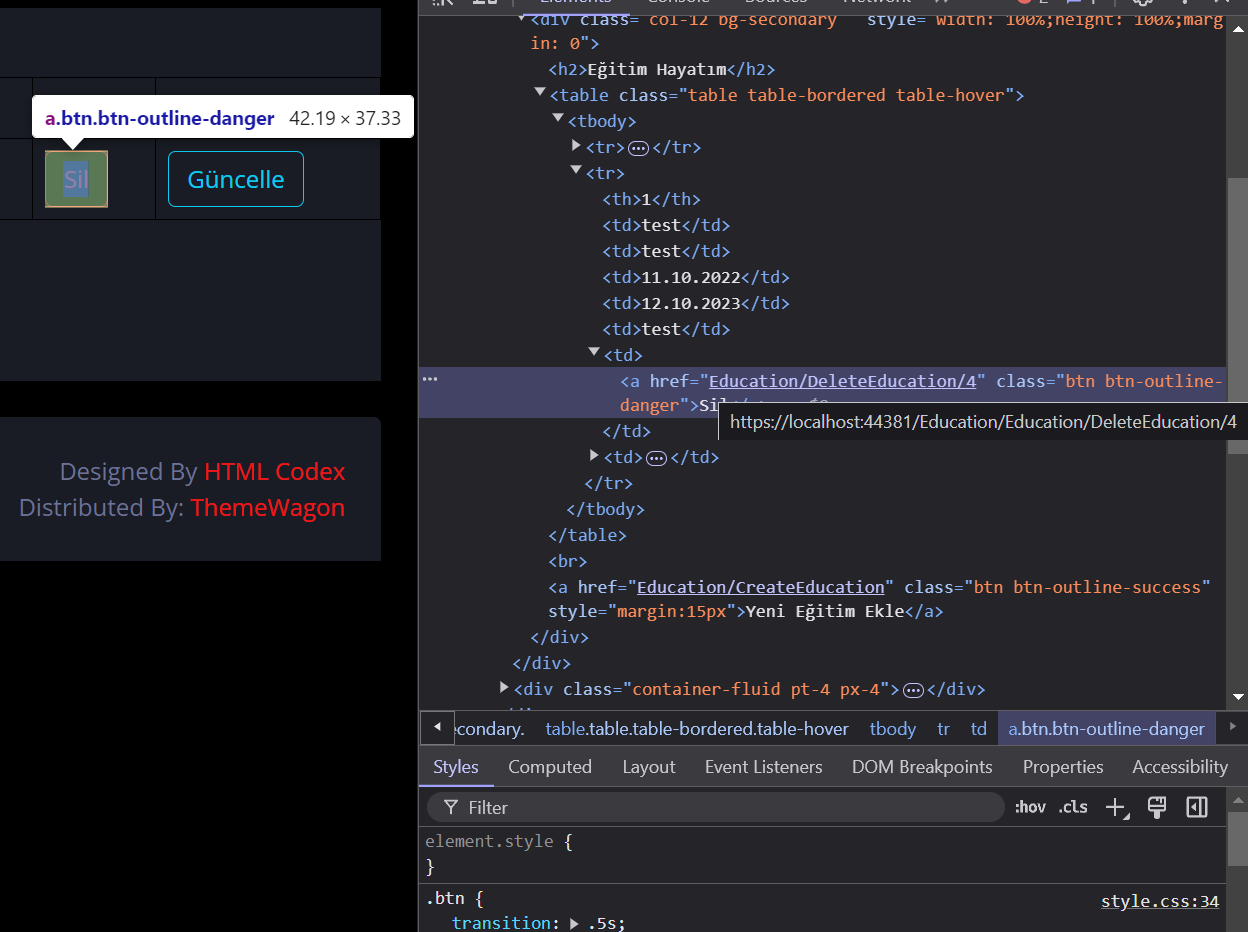 Elements
Console
Sources
Network
<div class="col-12 bg-secondary    style="width: 100%;height: 100%;marg
in: 0">
<h2>Eğitim Hayatım</h2>
<table class="table table-bordered table-hover">
<tbody>
<tr>…</tr>
<tr>
<th>1</th>
<td>test</td>
<td>test</td>
<td>11.10.2022</td>
<td>12.10.2023</td>
<td>test</td>
<td>
<a href="Education/DeleteEducation/4" class="btn btn-outline-
danger">Sil
https://localhost:44381/Education/Education/DeleteEducation/4
</td>
<td>…</td>
</tr>
</tbody>
</table>
<br>
<a href="Education/CreateEducation" class="btn btn-outline-success"
style="margin:15px">Yeni Eğitim Ekle</a>
</div>
</div>
<div class="container-fluid pt-4 px-4">…</div>
a.btn.btn-outline-danger 42.19 × 37.33
Sil
Güncelle
Designed By HTML Codex
Distributed By: ThemeWagon
econdary. table.table.table-bordered.table-hover tbody tr td a.btn.btn-outline-danger
Styles Computed Layout Event Listeners DOM Breakpoints Properties Accessibility
Filter :hov .cls
element.style {
}
.btn { style.css:34
transition: .5s;